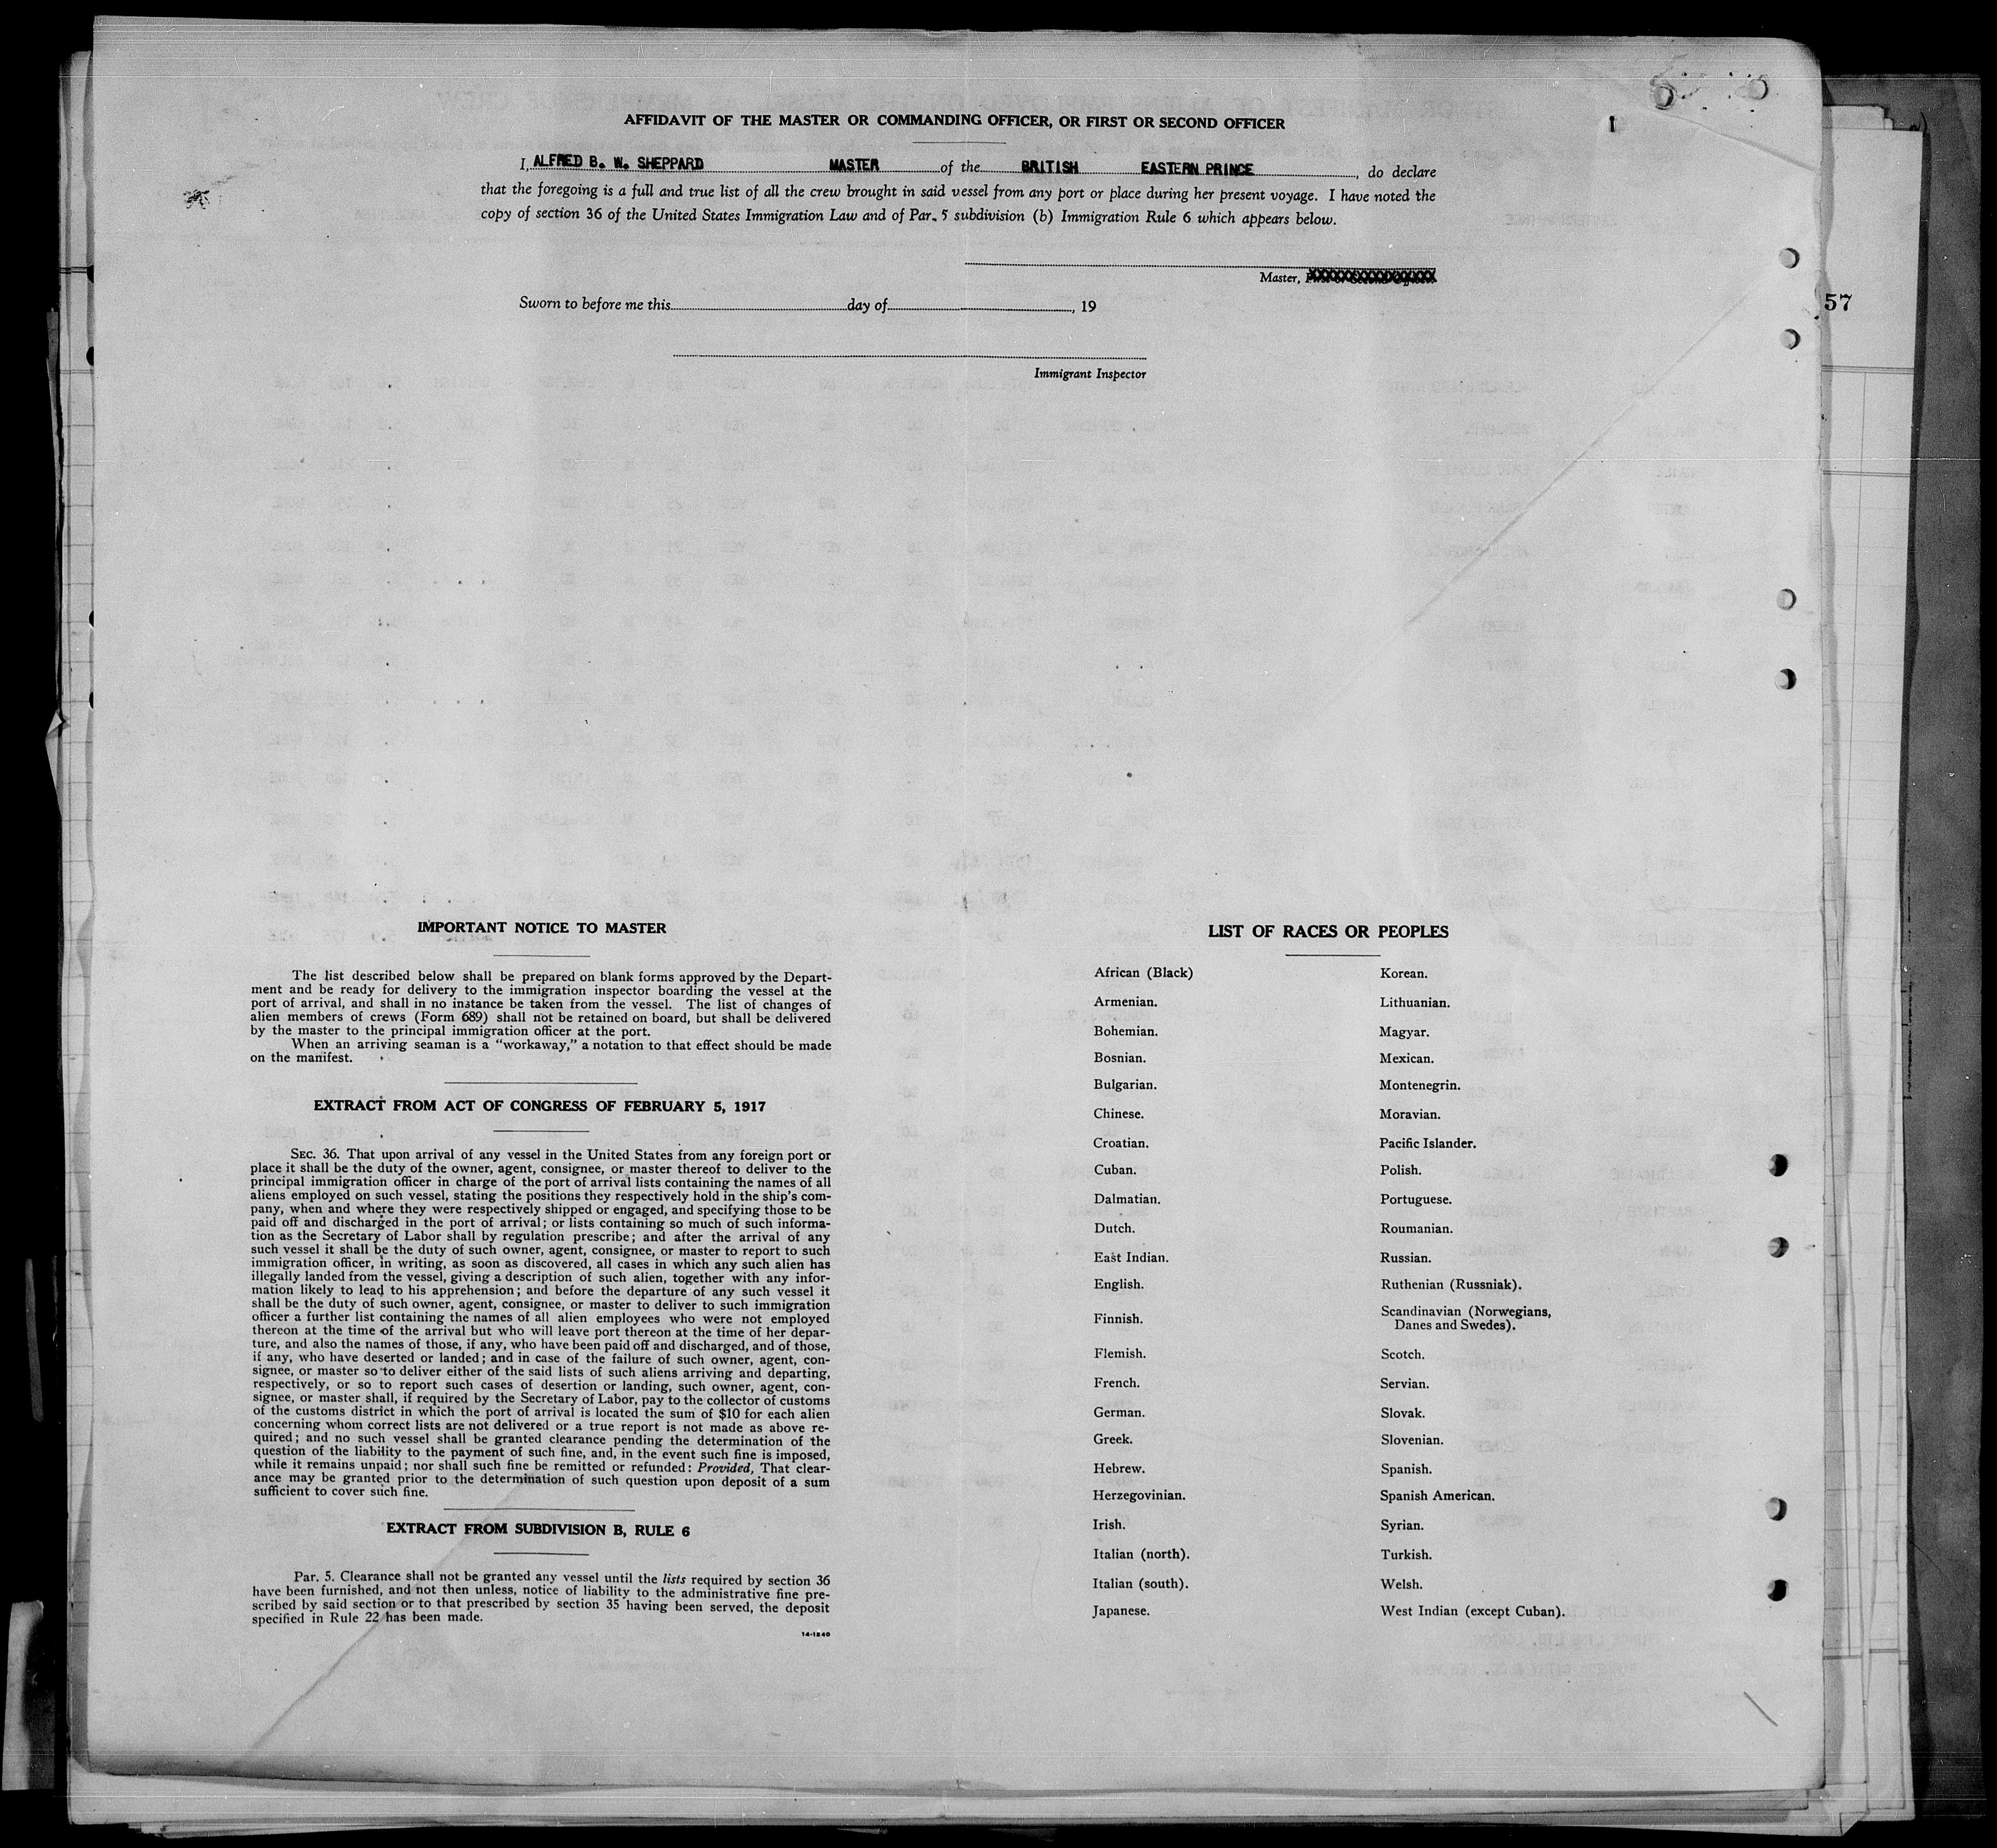 AFFIDAVIT OF THE MASTER OR COMMANDING OFFICER, OR FIRST OR SECOND OFFICER
I, ALFRED B. W. SHEPPARD MASTER of the BRITISH EASTERN PRINCE, do declare
that the foregoing is a full and true list of all the crew brought in said vessel from any port or place during her present voyage. I have noted the
copy of section 36 of the United States Immigration Law and of Par. 5 subdivision (b) Immigration Rule 6 which appears below.
Master,
Sworn to before me this day of , 19
57
Immigrant Inspector
IMPORTANT NOTICE TO MASTER
The list described below shall be prepared on blank forms approved by the Depart-
ment and be ready for delivery to the immigration inspector boarding the vessel at the
port of arrival, and shall in no instance be taken from the vessel. The list of changes of
alien members of crews (Form 689) shall not be retained on board, but shall be delivered
by the master to the principal immigration officer at the port.
When an arriving seaman is a "workaway," a notation to that effect should be made
on the manifest.
EXTRACT FROM ACT OF CONGRESS OF FEBRUARY 5, 1917
SEC. 36. That upon arrival of any vessel in the United States from any foreign port or
place it shall be the duty of the owner, agent, consignee, or master thereof to deliver to the
principal immigration officer in charge of the port of arrival lists containing the names of all
aliens employed on such vessel, stating the positions they respectively hold in the ship's com-
pany, when and where they were respectively shipped or engaged, and specifying those to be
paid off and discharged in the port of arrival; or lists containing so much of such informa-
tion as the Secretary of Labor shall by regulation prescribe; and after the arrival of any
such vessel it shall be the duty of such owner, agent, consignee, or master to report to such
immigration officer, in writing, as soon as discovered, all cases in which any such alien has
illegally landed from the vessel, giving a description of such alien, together with any infor-
mation likely to lead to his apprehension; and before the departure of any such vessel it
shall be the duty of such owner, agent, consignee, or master to deliver to such immigration
officer a further list containing the names of all alien employees who were not employed
thereon at the time of the arrival but who will leave port thereon at the time of her depar-
ture, and also the names of those, if any, who have been paid off and discharged, and of those,
if any, who have deserted or landed; and in case of the failure of such owner, agent, con-
signee, or master so to deliver either of the said lists of such aliens arriving and departing,
respectively, or so to report such cases of desertion or landing, such owner, agent, con-
signee, or master shall, if required by the Secretary of Labor, pay to the collector of customs
of the customs district in which the port of arrival is located the sum of $10 for each alien
concerning whom correct lists are not delivered or a true report is not made as above re-
quired; and no such vessel shall be granted clearance pending the determination of the
question of the liability to the payment of such fine, and, in the event such fine is imposed,
while it remains unpaid; nor shall such fine be remitted or refunded: Provided, That clear-
ance may be granted prior to the determination of such question upon deposit of a sum
sufficient to cover such fine.
EXTRACT FROM SUBDIVISION B, RULE 6
Par. 5. Clearance shall not be granted any vessel until the lists required by section 36
have been furnished, and not then unless, notice of liability to the administrative fine pre-
scribed by said section or to that prescribed by section 35 having been served, the deposit
specified in Rule 22 has been made.
14-1240
LIST OF RACES OR PEOPLES
African (Black)
Armenian.
Bohemian.
Bosnian.
Bulgarian.
Chinese.
Croatian.
Cuban.
Dalmatian.
Dutch.
East Indian.
English.
Finnish.
Flemish.
French.
German.
Greek.
Hebrew.
Herzegovinian.
Irish.
Italian (north).
Italian (south).
Japanese.
Korean.
Lithuanian.
Magyar.
Mexican.
Montenegrin.
Moravian.
Pacific Islander.
Polish.
Portuguese.
Roumanian.
Russian.
Ruthenian (Russniak).
Scandinavian (Norwegians,
Danes and Swedes).
Scotch.
Servian.
Slovak.
Slovenian.
Spanish.
Spanish American.
Syrian.
Turkish.
Welsh.
West Indian (except Cuban).